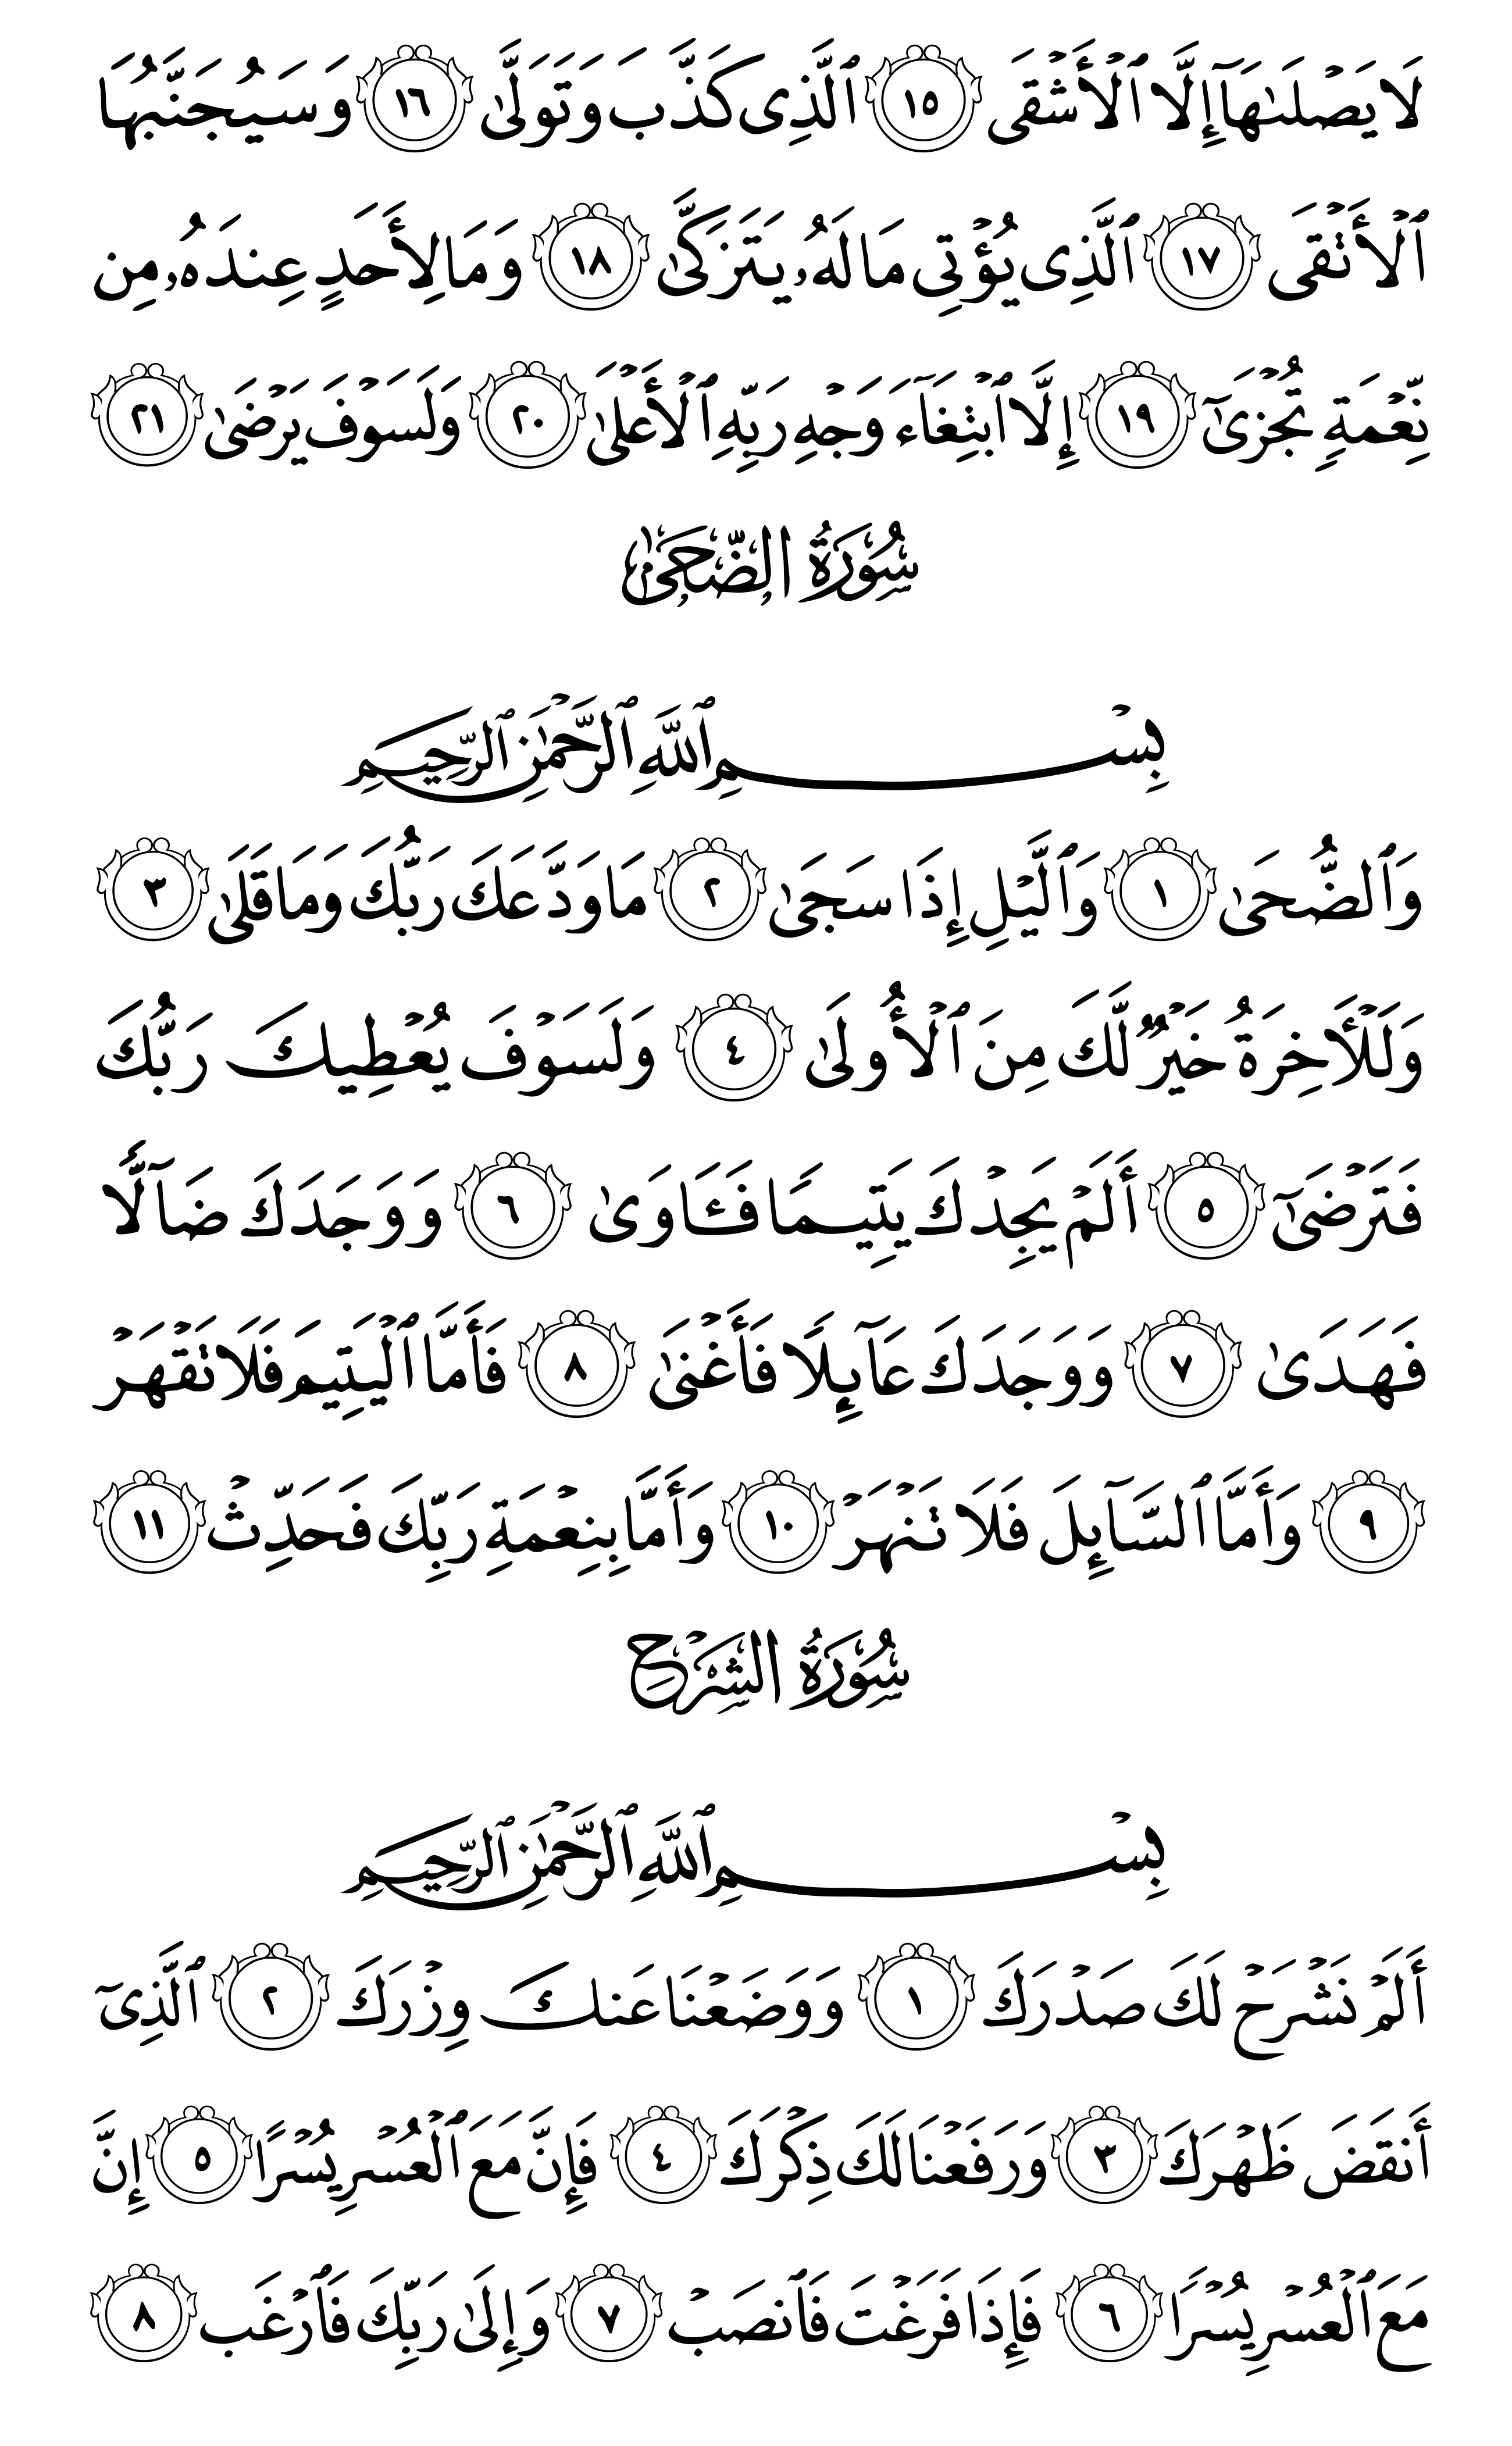 لَا يَصْلَىٰهَآ إِلَّا ٱلْأَشْقَى ١٥ ٱلَّذِى كَذَّبَ وَتَوَلَّىٰ ١٦ وَسَيُجَنَّبُهَا
ٱلْأَتْقَى ١٧ ٱلَّذِى يُؤْتِى مَالَهُۥ يَتَزَكَّىٰ ١٨ وَمَا لِأَحَدٍ عِندَهُۥ مِن
نِّعْمَةٍ تُجْزَىٰٓ ١٩ إِلَّا ٱبْتِغَآءَ وَجْهِ رَبِّهِ ٱلْأَعْلَىٰ ٢٠ وَلَسَوْفَ يَرْضَىٰ ٢١
سُورَةُ الضُّحَىٰ
بِسْمِ ٱللَّهِ ٱلرَّحْمَٰنِ ٱلرَّحِيمِ
وَٱلضُّحَىٰ ١ وَٱلَّيْلِ إِذَا سَجَىٰ ٢ مَا وَدَّعَكَ رَبُّكَ وَمَا قَلَىٰ ٣
وَلَلْأَخِرَةُ خَيْرٌ لَّكَ مِنَ ٱلْأُولَىٰ ٤ وَلَسَوْفَ يُعْطِيكَ رَبُّكَ
فَتَرْضَىٰٓ ٥ أَلَمْ يَجِدْكَ يَتِيمًا فَـَٔاوَىٰ ٦ وَوَجَدَكَ ضَآلًّا
فَهَدَىٰ ٧ وَوَجَدَكَ عَآئِلًا فَأَغْنَىٰ ٨ فَأَمَّا ٱلْيَتِيمَ فَلَا تَقْهَرْ
٩ وَأَمَّا ٱلسَّآئِلَ فَلَا تَنْهَرْ ١٠ وَأَمَّا بِنِعْمَةِ رَبِّكَ فَحَدِّثْ ١١
سُورَةُ الشَّرْحِ
بِسْمِ ٱللَّهِ ٱلرَّحْمَٰنِ ٱلرَّحِيمِ
أَلَمْ نَشْرَحْ لَكَ صَدْرَكَ ١ وَوَضَعْنَا عَنكَ وِزْرَكَ ٢ ٱلَّذِىٓ
أَنقَضَ ظَهْرَكَ ٣ وَرَفَعْنَا لَكَ ذِكْرَكَ ٤ فَإِنَّ مَعَ ٱلْعُسْرِ يُسْرًا ٥ إِنَّ
مَعَ ٱلْعُسْرِ يُسْرًا ٦ فَإِذَا فَرَغْتَ فَٱنصَبْ ٧ وَإِلَىٰ رَبِّكَ فَٱرْغَب ٨